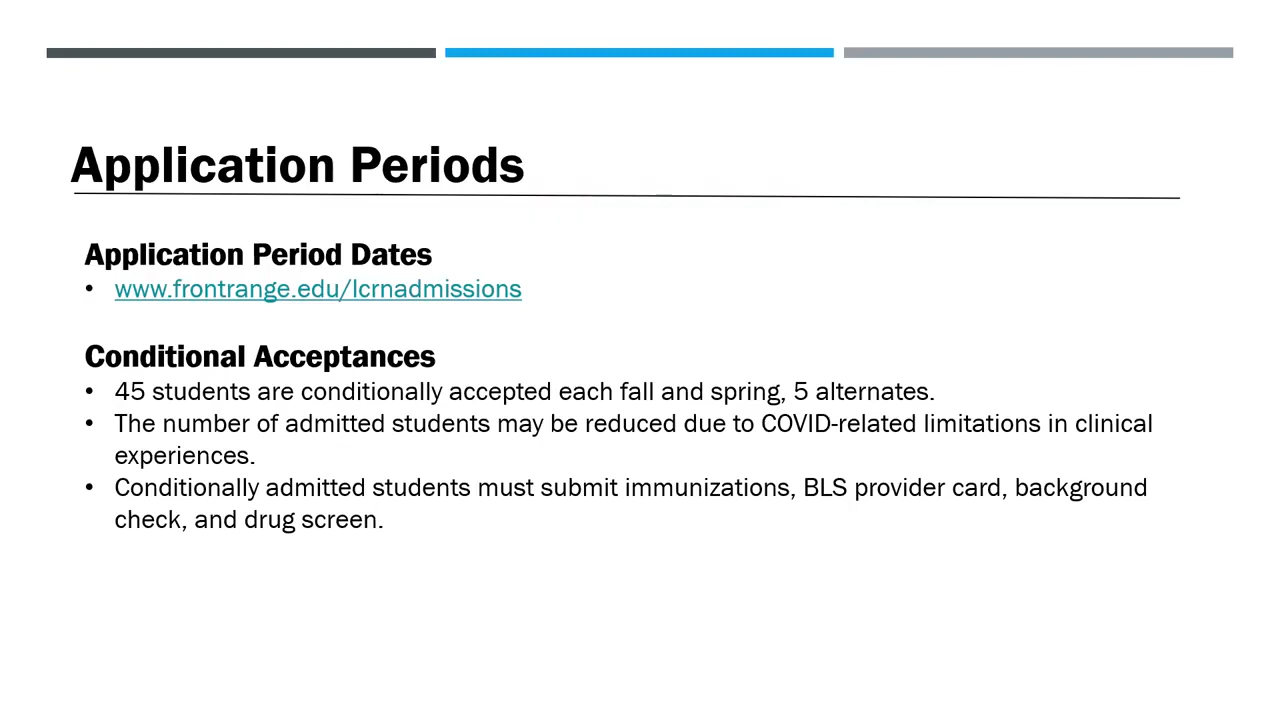 Application Periods
Application Period Dates
• www.frontrange.edu/lcrnadmissions
Conditional Acceptances
• 45 students are conditionally accepted each fall and spring, 5 alternates.
• The number of admitted students may be reduced due to COVID-related limitations in clinical
experiences.
• Conditionally admitted students must submit immunizations, BLS provider card, background
check, and drug screen.